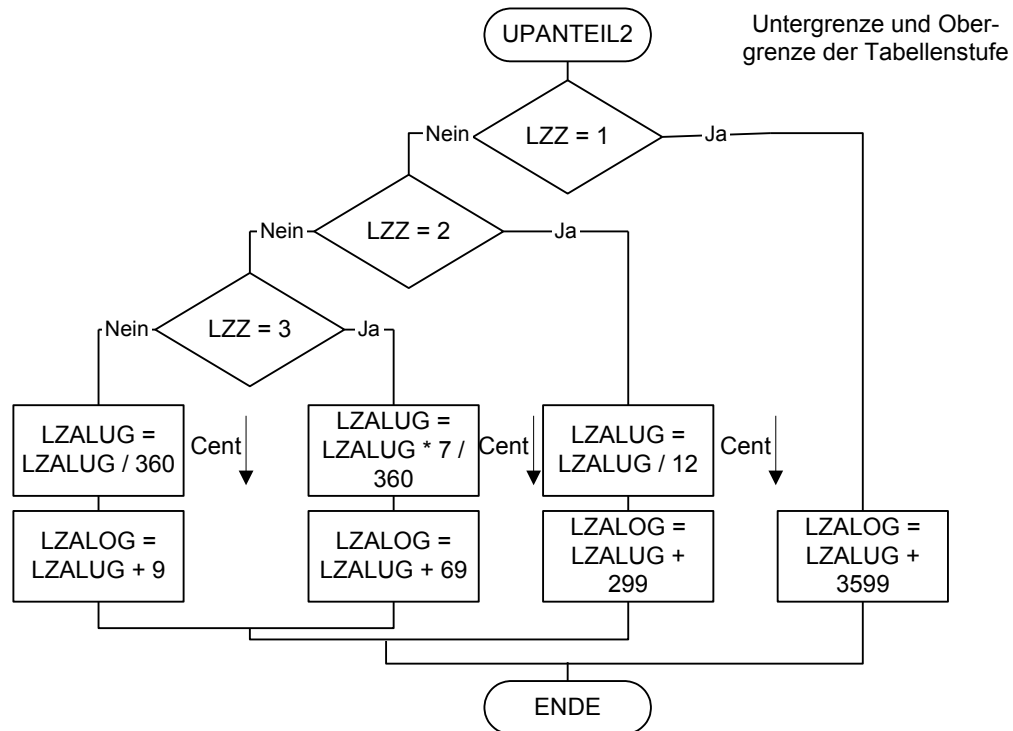 UPANTEIL2
Untergrenze und Ober-
grenze der Tabellenstufe
Nein
LZZ = 1
Ja
Nein
LZZ = 2
Ja
Nein
LZZ = 3
Ja
LZALUG =
LZALUG / 360
Cent
LZALUG =
LZALUG * 7 /
360
Cent
LZALUG =
LZALUG / 12
Cent
LZALOG =
LZALUG + 9
LZALOG =
LZALUG + 69
LZALOG =
LZALUG +
299
LZALOG =
LZALUG +
3599
ENDE